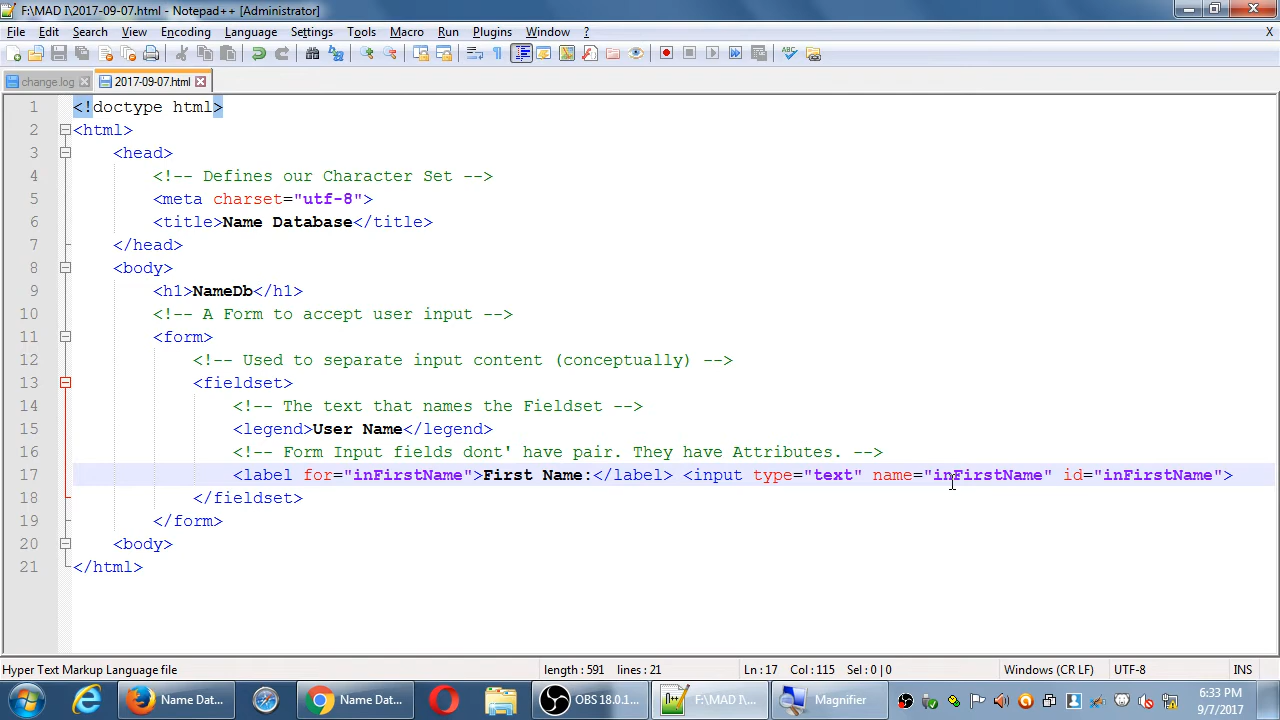 F:\MAD I\2017-09-07.html - Notepad++ [Administrator]
File Edit Search View Encoding Language Settings Tools Macro Run Plugins Window ? X
change.log 2017-09-07.html
1 <!doctype html>
2 <html>
3 <head>
4 <!-- Defines our Character Set -->
5 <meta charset="utf-8">
6 <title>Name Database</title>
7 </head>
8 <body>
9 <h1>NameDb</h1>
10 <!-- A Form to accept user input -->
11 <form>
12 <!-- Used to separate input content (conceptually) -->
13 <fieldset>
14 <!-- The text that names the Fieldset -->
15 <legend>User Name</legend>
16 <!-- Form Input fields dont' have pair. They have Attributes. -->
17 <label for="inFirstName">First Name:</label> <input type="text" name="inFirstName" id="inFirstName">
18 </fieldset>
19 </form>
20 <body>
21 </html>
Hyper Text Markup Language file length : 591 lines : 21 Ln : 17 Col : 115 Sel : 0 | 0 Windows (CR LF) UTF-8 INS
Name Dat... Name Dat... OBS 18.0.1... F:\MAD I\... Magnifier 6:33 PM
9/7/2017